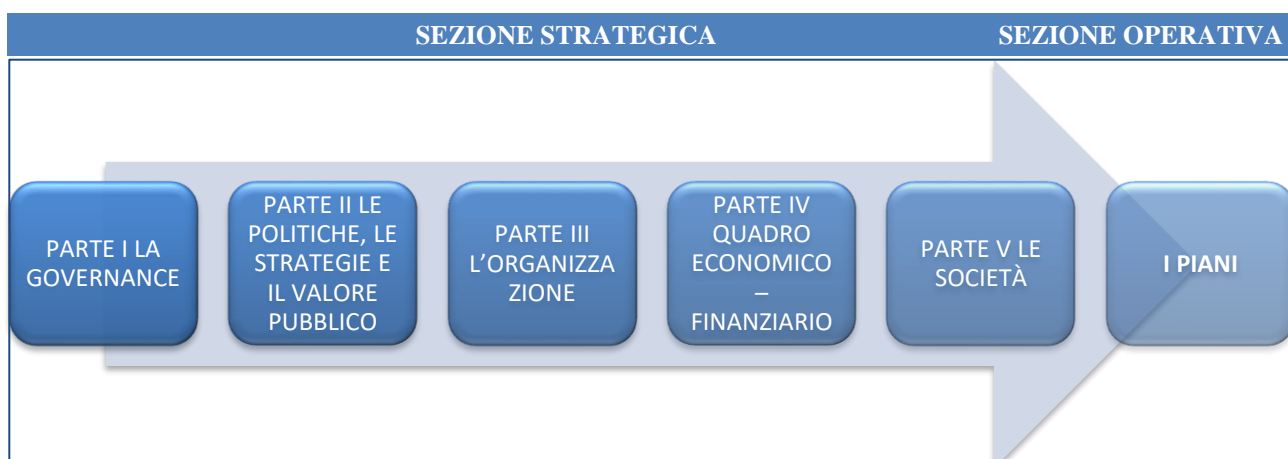 SEZIONE STRATEGICA
SEZIONE OPERATIVA
PARTE I LA
GOVERNANCE
PARTE II LE
POLITICHE, LE
STRATEGIE E
IL VALORE
PUBBLICO
PARTE III
L’ORGANIZZA
ZIONE
PARTE IV
QUADRO
ECONOMICO
–
FINANZIARIO
PARTE V LE
SOCIETÀ
I PIANI